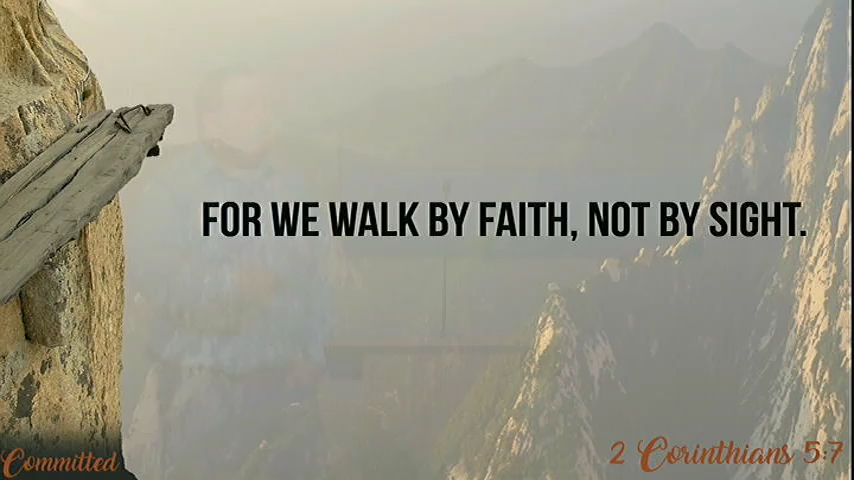 FOR WE WALK BY FAITH, NOT BY SIGHT.
Committed
2 Corinthians 5:7